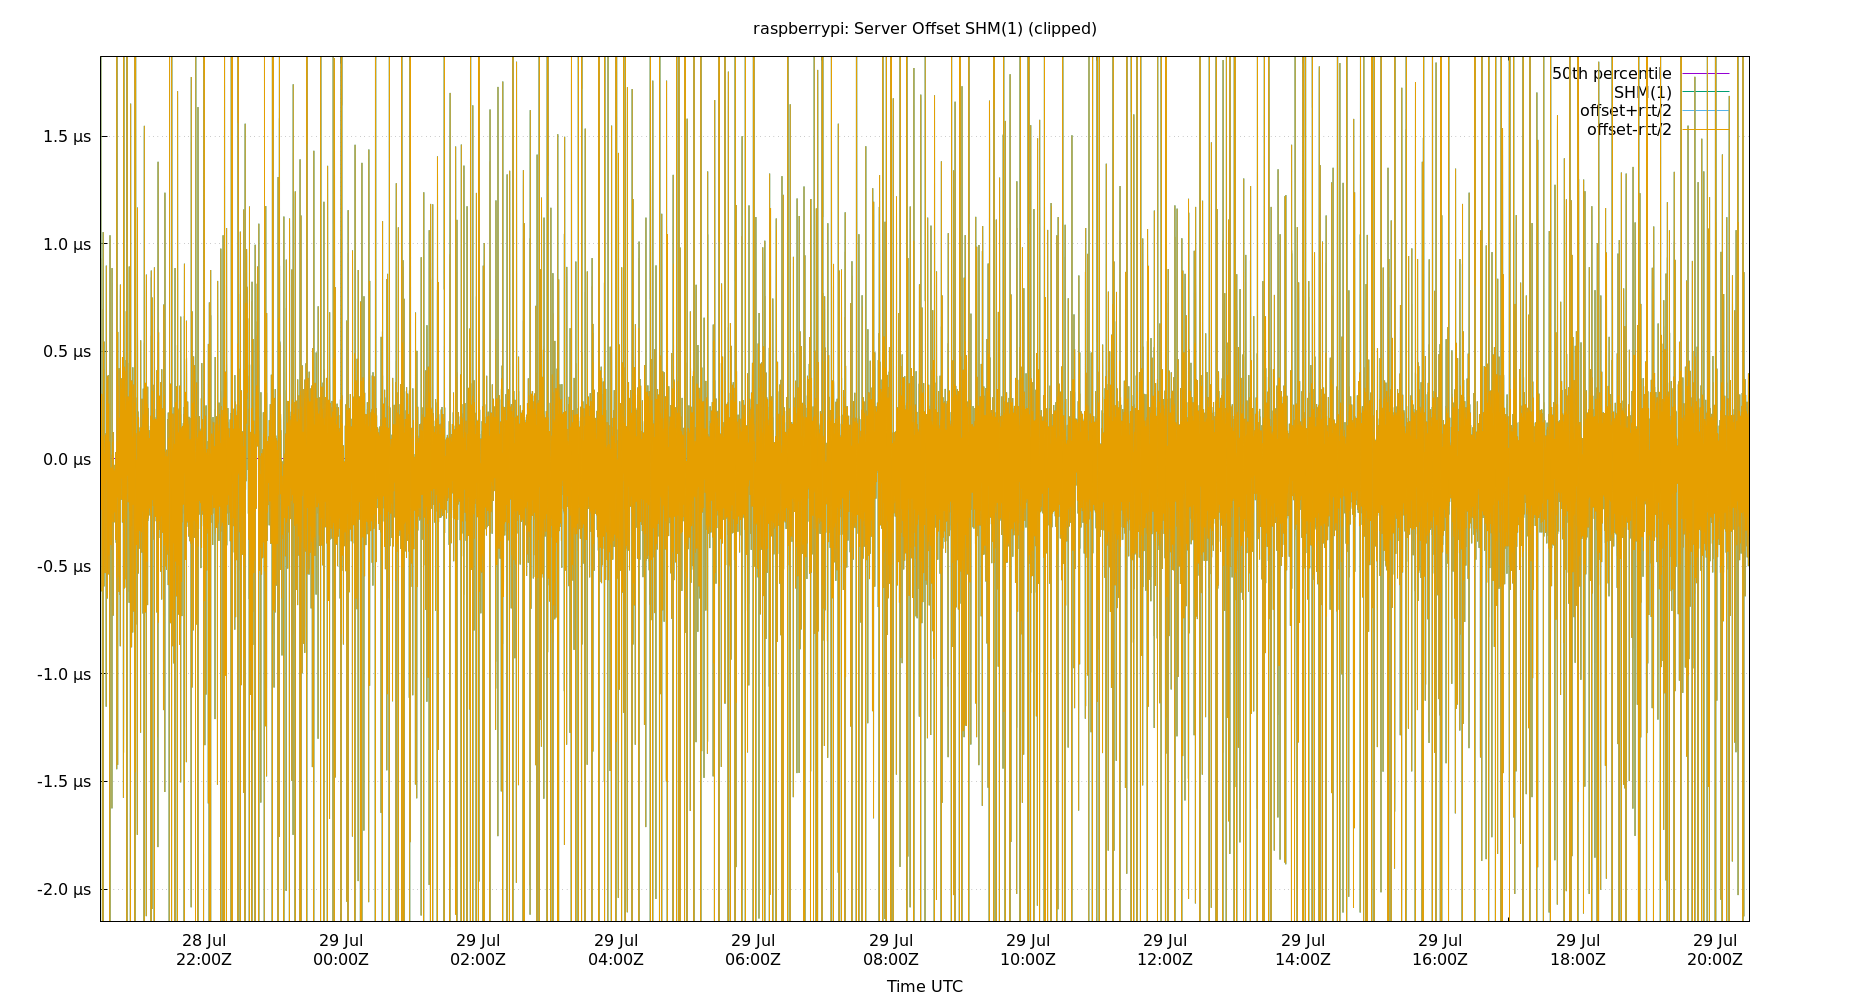 raspberrypi: Server Offset SHM(1) (clipped)
50th percentile
SHM(1)
offset+rtt/2
offset-rtt/2
1.5 µs
1.0 µs
0.5 µs
0.0 µs
-0.5 µs
-1.0 µs
-1.5 µs
-2.0 µs
28 Jul 29 Jul 29 Jul 29 Jul 29 Jul 29 Jul 29 Jul 29 Jul 29 Jul 29 Jul 29 Jul 29 Jul
22:00Z 00:00Z 02:00Z 04:00Z 06:00Z 08:00Z 10:00Z 12:00Z 14:00Z 16:00Z 18:00Z 20:00Z
Time UTC